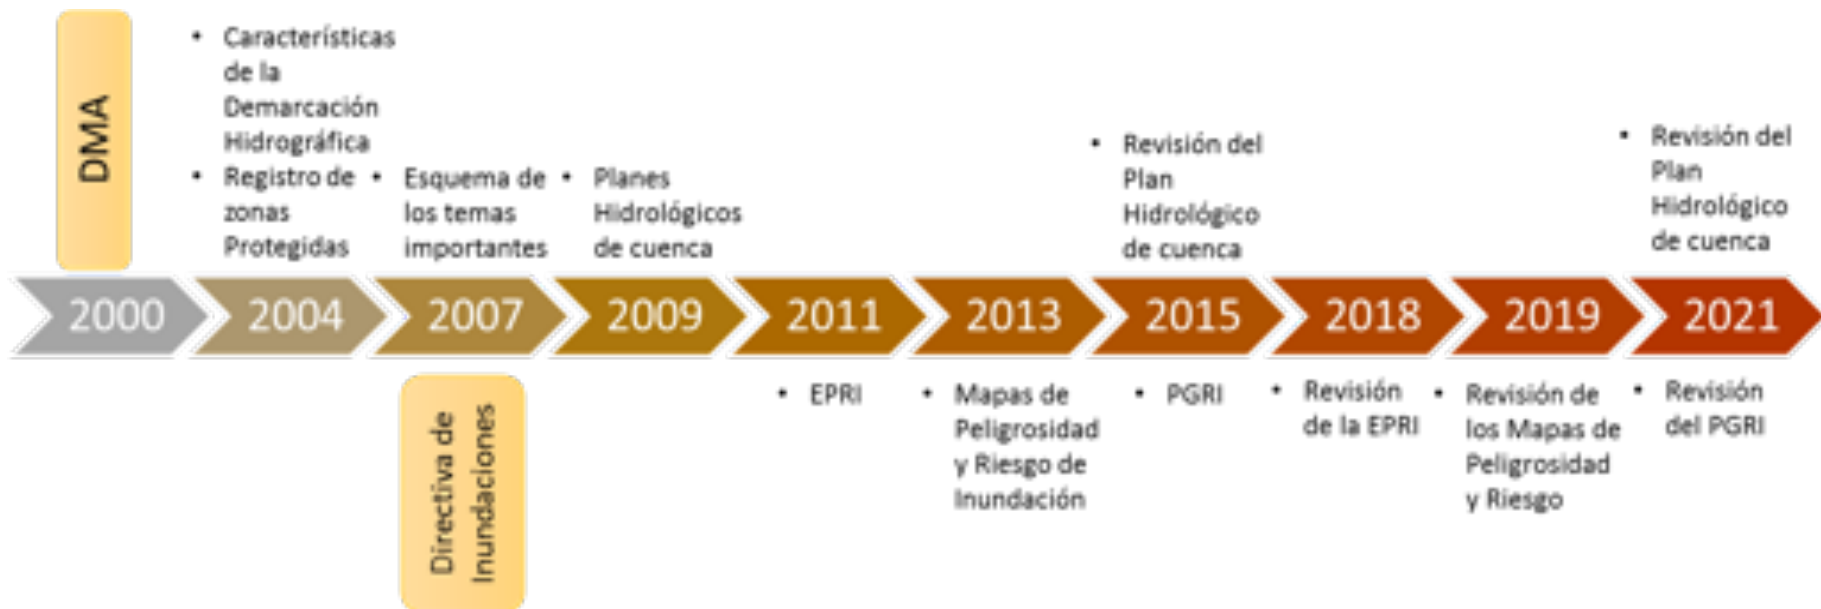 DMA
• Características
de la
Demarcación
Hidrográfica
• Registro de
zonas
Protegidas
• Esquema de
los temas
importantes
• Planes
Hidrológicos
de cuenca
• Revisión del
Plan
Hidrológico
de cuenca
• Revisión del
Plan
Hidrológico
de cuenca
2000
2004
2007
2009
2011
2013
2015
2018
2019
2021
Directiva de
Inundaciones
• EPRI
• Mapas de
Peligrosidad
y Riesgo de
Inundación
• PGRI
• Revisión
de la EPRI
• Revisión de
los Mapas de
Peligrosidad
y Riesgo
• Revisión
del PGRI